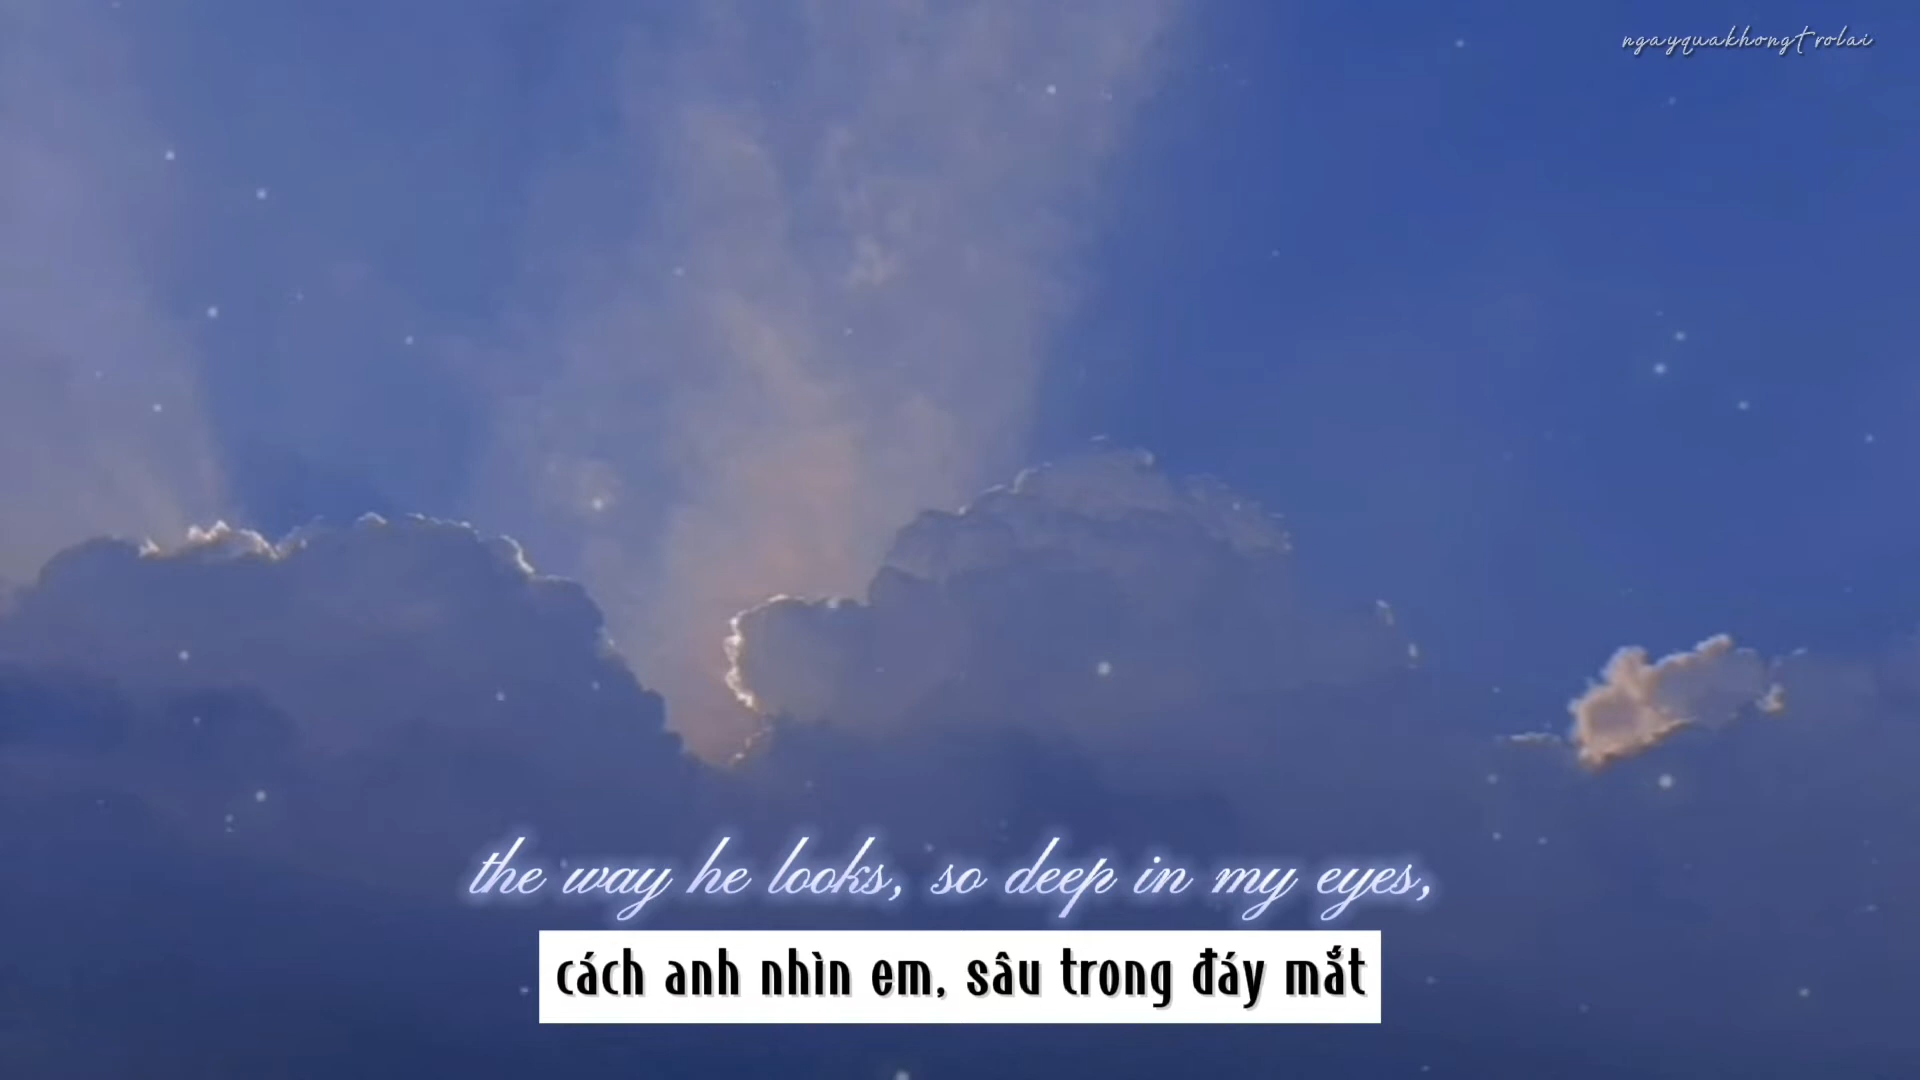 ngayquakhongtrolai
the way he looks, so deep in my eyes,
cách anh nhìn em, sâu trong đáy mắt